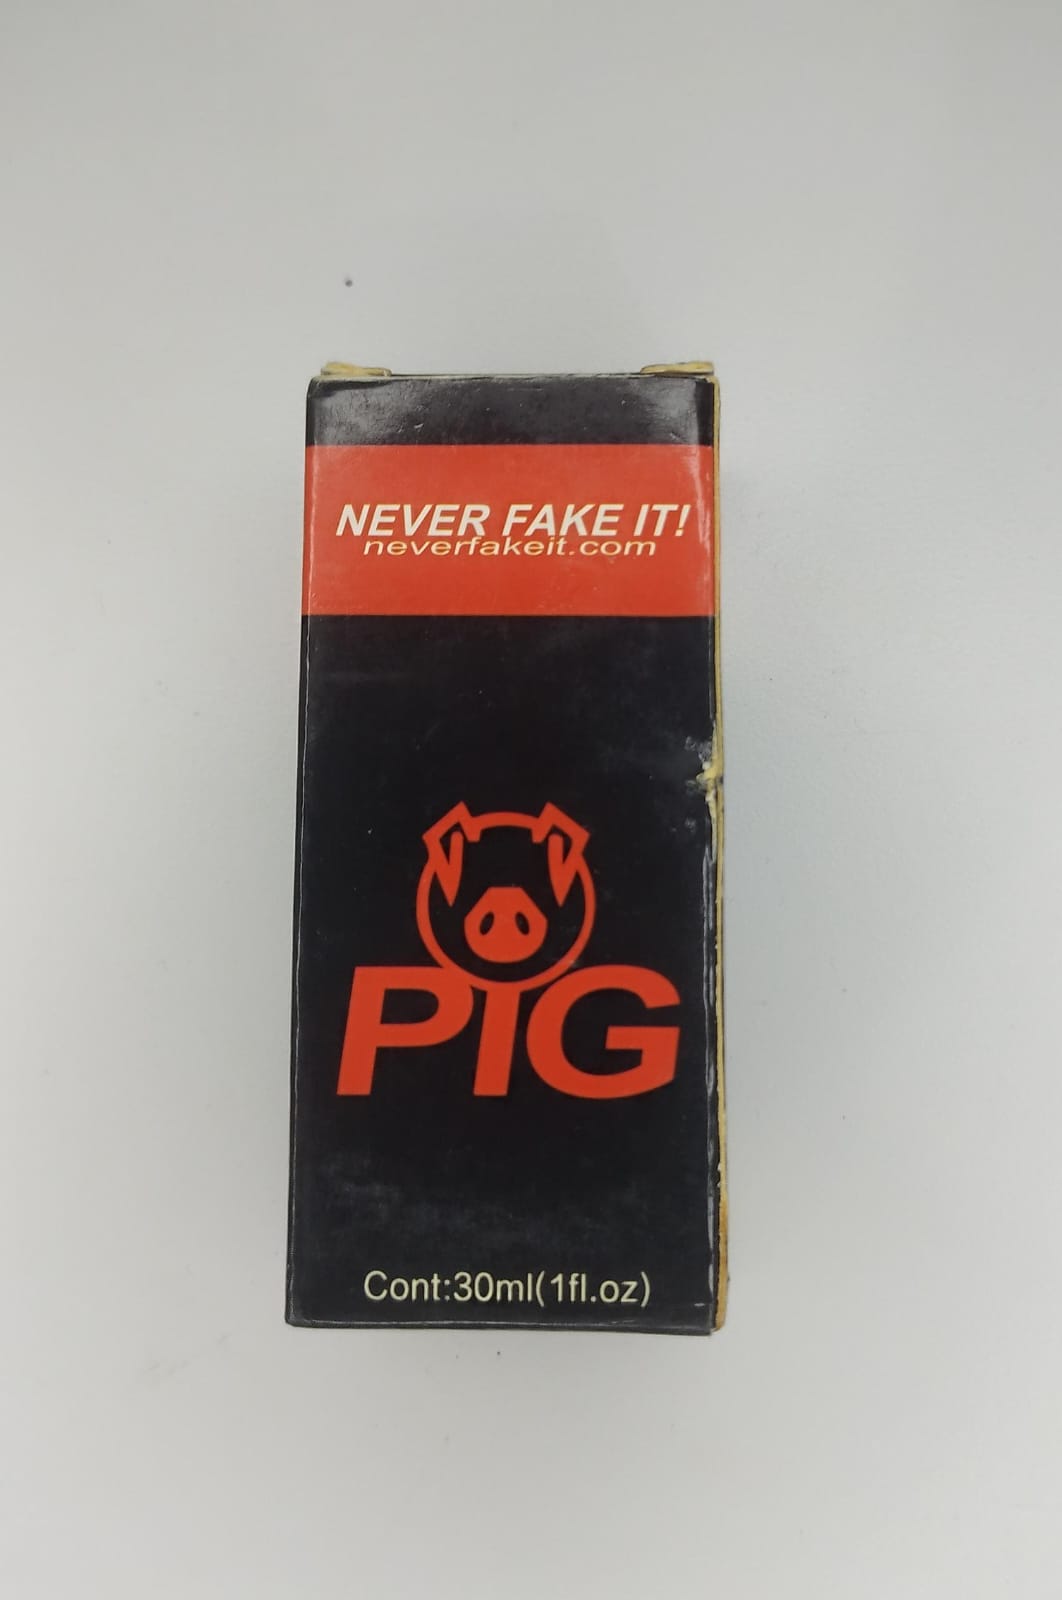 NEVER FAKE IT!
neverfakeit.com
PIG
Cont:30ml(1fl.oz)